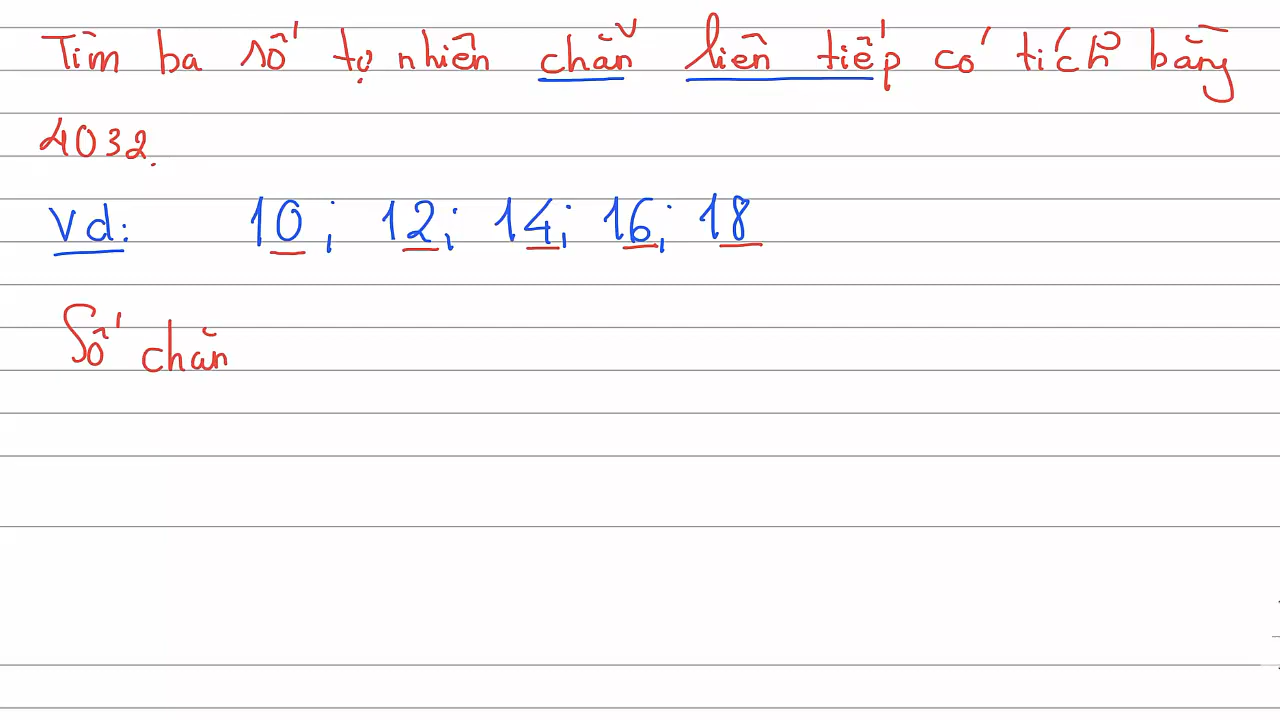 Tìm ba số tự nhiên chẵn liên tiếp có tích bằng
4032.
Vd: 10; 12; 14; 16; 18
Số chăn